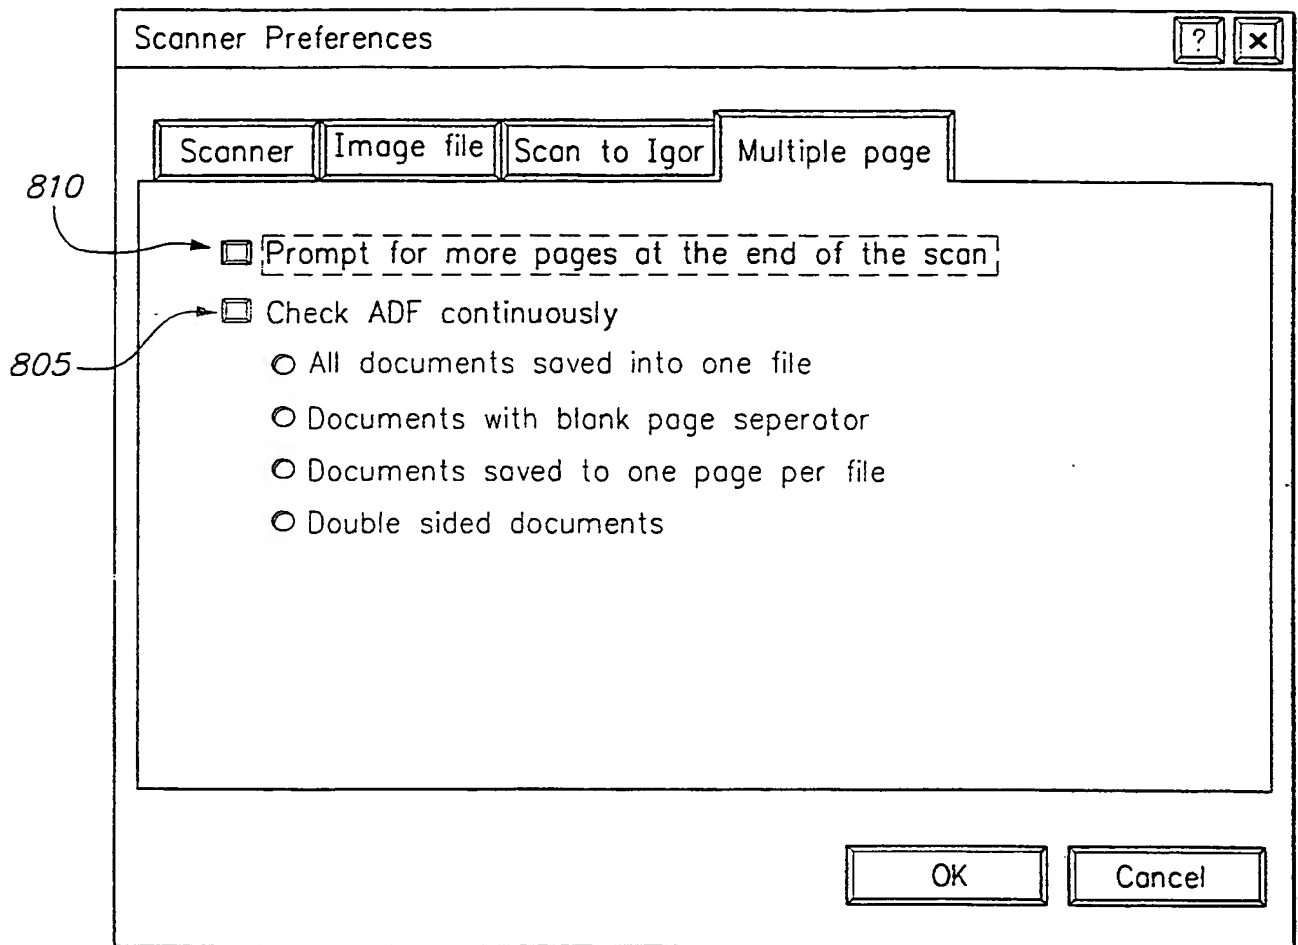 Scanner Preferences ?
Scanner Image file Scan to Igor Multiple page
810
Prompt for more pages at the end of the scan
Check ADF continuously
805
All documents saved into one file
Documents with blank page seperator
Documents saved to one page per file
Double sided documents
OK Cancel